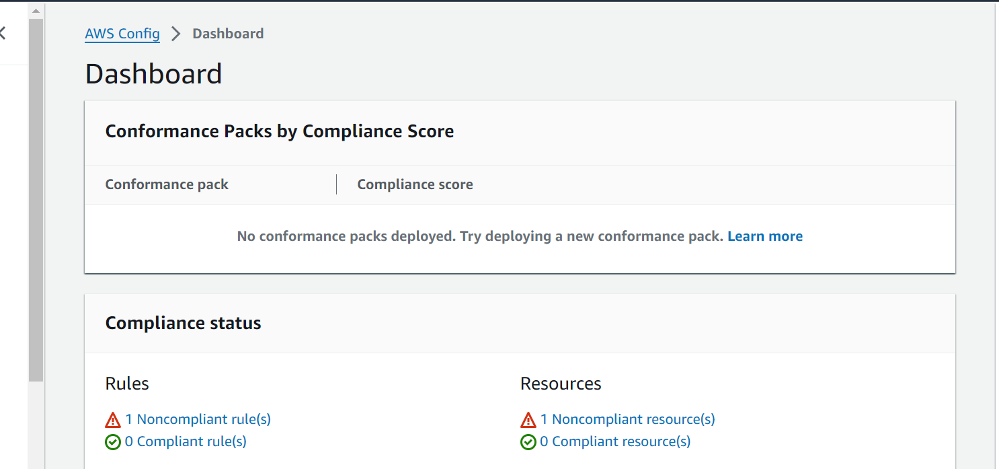 AWS Config > Dashboard
Dashboard
Conformance Packs by Compliance Score
Conformance pack Compliance score
No conformance packs deployed. Try deploying a new conformance pack. Learn more
Compliance status
Rules Resources
1 Noncompliant rule(s) 1 Noncompliant resource(s)
0 Compliant rule(s) 0 Compliant resource(s)